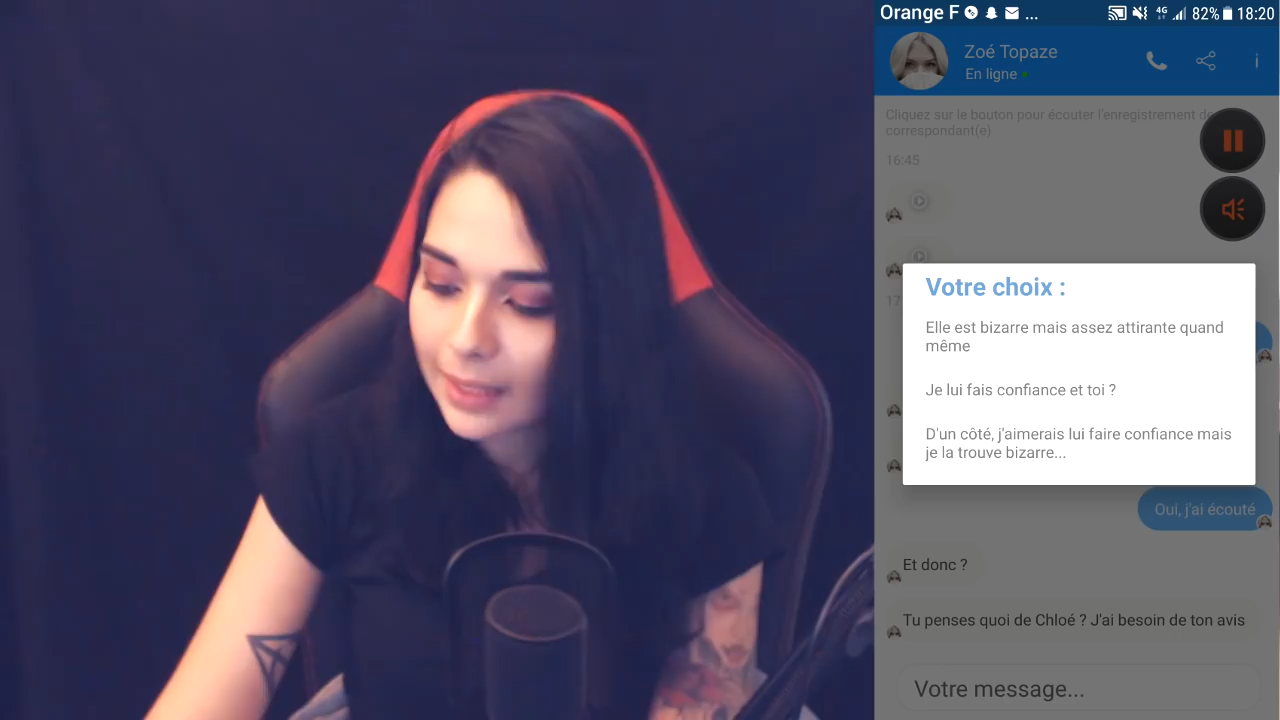 Orange F ... 4G 82% 18:20
Zoé Topaze
En ligne
Cliquez sur le bouton pour écouter l'enregistrement de
correspondant(e)
16:45
17
Votre choix :
Elle est bizarre mais assez attirante quand
même
Je lui fais confiance et toi ?
D'un côté, j'aimerais lui faire confiance mais
je la trouve bizarre...
Oui, j'ai écouté
Et donc ?
Tu penses quoi de Chloé ? J'ai besoin de ton avis
Votre message...